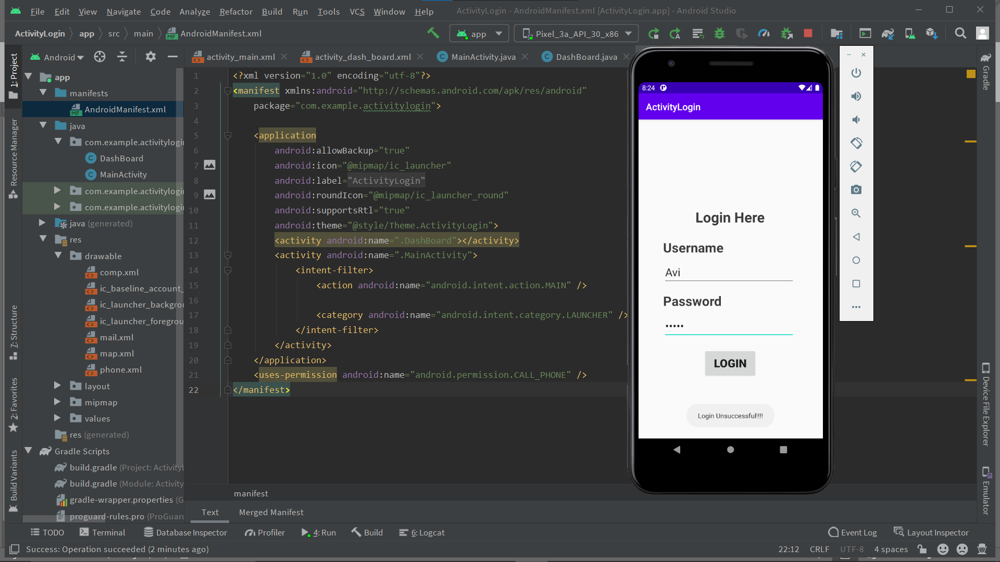 File Edit View Navigate Code Analyze Refactor Build Run Tools VCS Window Help
ActivityLogin - AndroidManifest.xml [ActivityLogin.app] - Android Studio
ActivityLogin app src main AndroidManifest.xml
app
Pixel_3a_API_30_x86
1: Project
Resource Manager
7: Structure
2: Favorites
Build Variants
Android
app
manifests
AndroidManifest.xml
java
com.example.activitylogi
DashBoard
MainActivity
com.example.activitylogi
com.example.activitylogi
java (generated)
res
drawable
comp.xml
ic_baseline_account_
ic_launcher_backgrou
ic_launcher_foregrou
mail.xml
map.xml
phone.xml
layout
mipmap
values
res (generated)
Gradle Scripts
build.gradle (Project: ActivityL
build.gradle (Module: Activity
gradle-wrapper.properties (G
proguard-rules.pro (ProGuard
activity_main.xml
activity_dash_board.xml
MainActivity.java
DashBoard.java
1 <?xml version="1.0" encoding="utf-8"?>
2 <manifest xmlns:android="http://schemas.android.com/apk/res/android"
3 package="com.example.activitylogin">
4
5 <application
6 android:allowBackup="true"
7 android:icon="@mipmap/ic_launcher"
8 android:label="ActivityLogin"
9 android:roundIcon="@mipmap/ic_launcher_round"
10 android:supportsRtl="true"
11 android:theme="@style/Theme.ActivityLogin">
12 <activity android:name=".DashBoard"></activity>
13 <activity android:name=".MainActivity">
14 <intent-filter>
15 <action android:name="android.intent.action.MAIN" />
16
17 <category android:name="android.intent.category.LAUNCHER" />
18 </intent-filter>
19 </activity>
20 </application>
21 <uses-permission android:name="android.permission.CALL_PHONE" />
22 </manifest>
manifest
Text Merged Manifest
8:24
ActivityLogin
Login Here
Username
Avi
Password
•••••
LOGIN
Login Unsuccessful!!!!
Gradle
Device File Explorer
Emulator
TODO Terminal Database Inspector Profiler 4: Run Build 6: Logcat
Event Log Layout Inspector
Success: Operation succeeded (2 minutes ago)
22:12 CRLF UTF-8 4 spaces